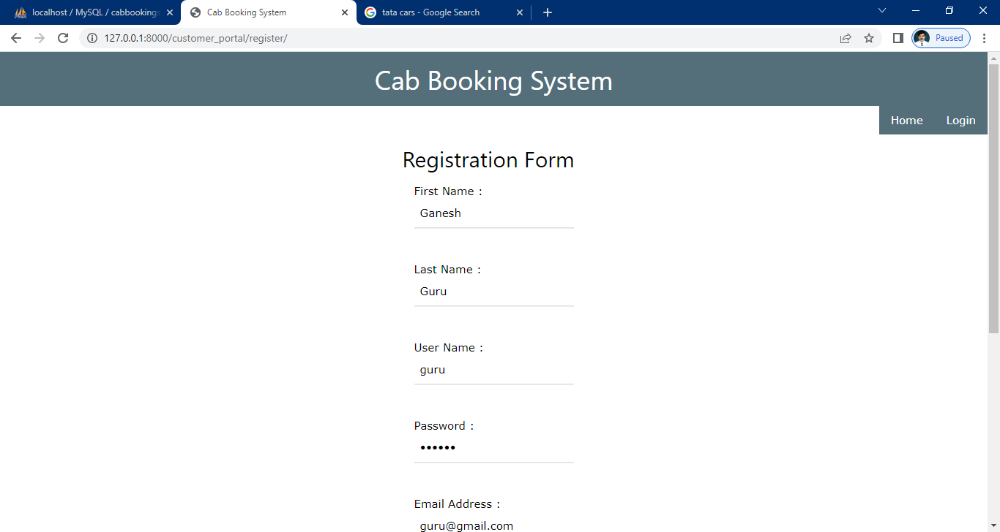 localhost / MySQL / cabbookings
Cab Booking System
tata cars - Google Search
127.0.0.1:8000/customer_portal/register/
Paused
Cab Booking System
Home
Login
Registration Form
First Name :
Ganesh
Last Name :
Guru
User Name :
guru
Password :
••••••
Email Address :
guru@gmail.com